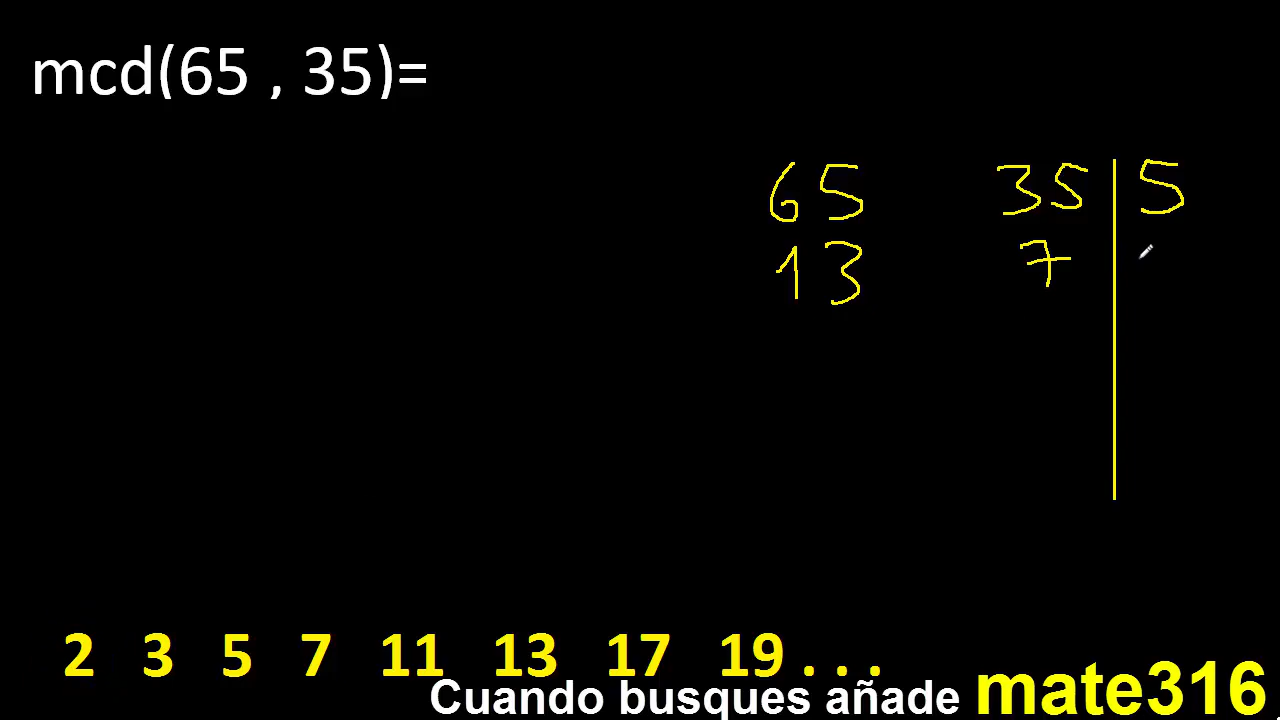 mcd(65 , 35)=
65 35 5
13 7
2 3 5 7 11 13 17 19 . . .
Cuando busques añade mate316